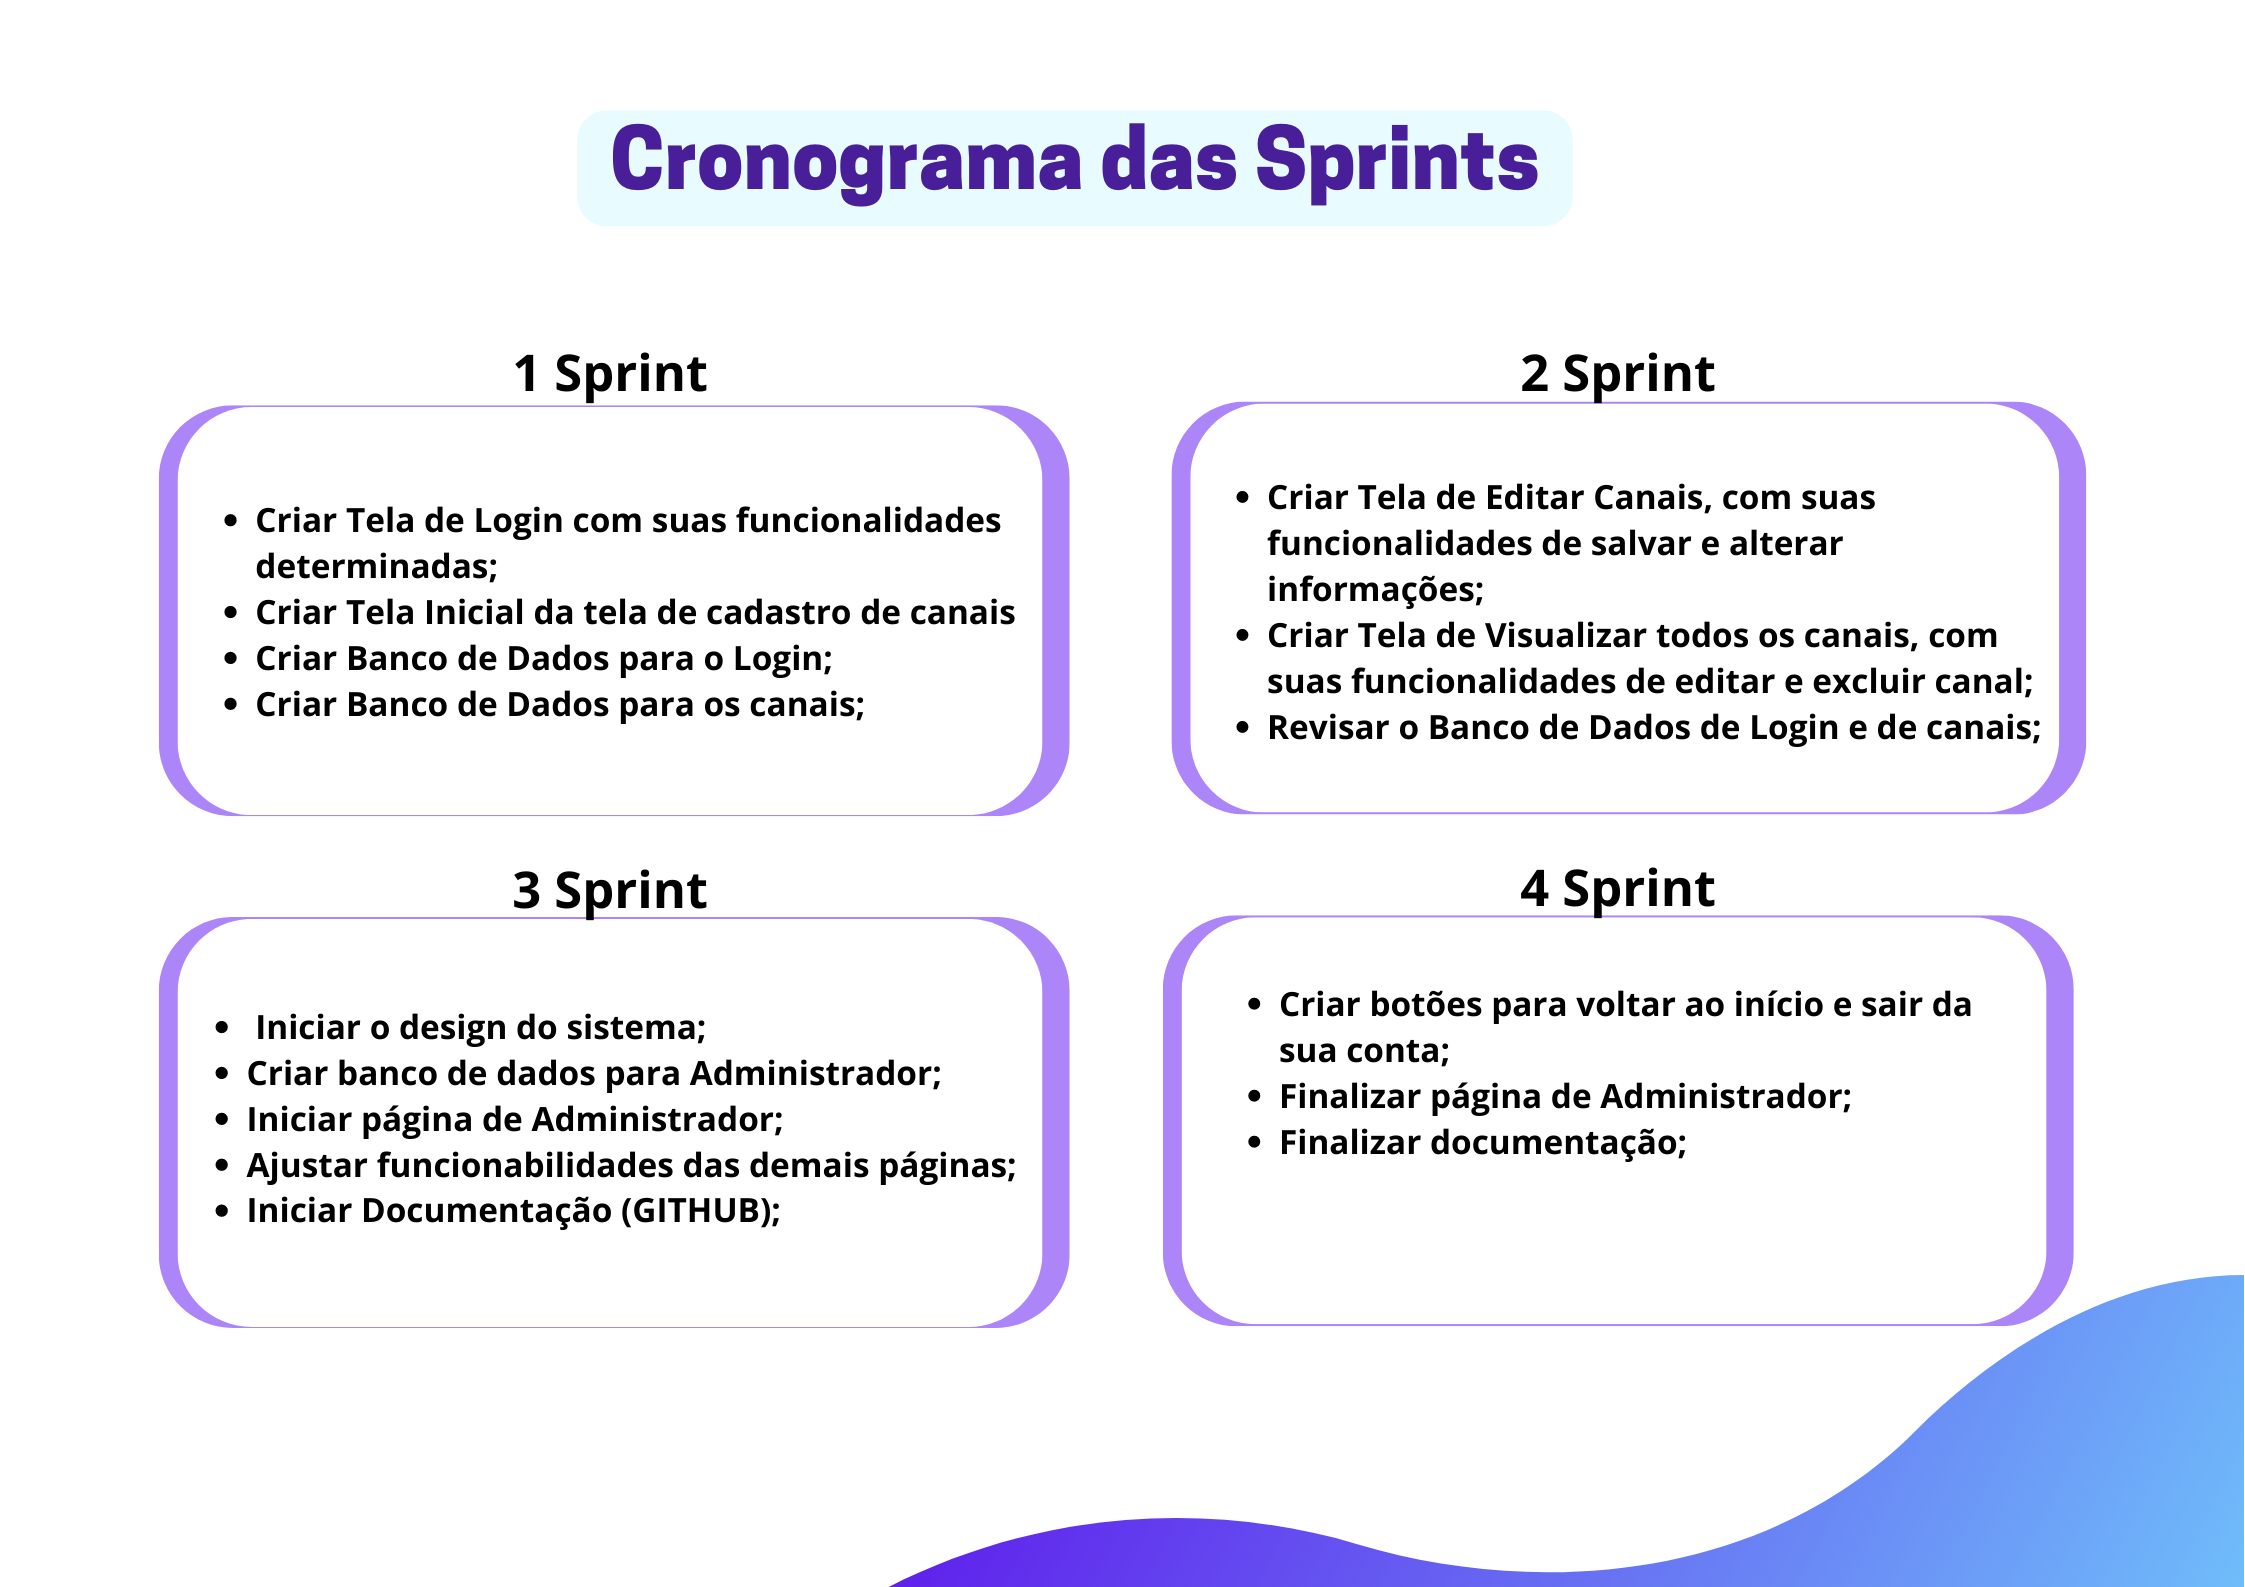 Cronograma das Sprints
1 Sprint
• Criar Tela de Login com suas funcionalidades
determinadas;
• Criar Tela Inicial da tela de cadastro de canais
• Criar Banco de Dados para o Login;
• Criar Banco de Dados para os canais;
2 Sprint
• Criar Tela de Editar Canais, com suas
funcionalidades de salvar e alterar
informações;
• Criar Tela de Visualizar todos os canais, com
suas funcionalidades de editar e excluir canal;
• Revisar o Banco de Dados de Login e de canais;
3 Sprint
• Iniciar o design do sistema;
• Criar banco de dados para Administrador;
• Iniciar página de Administrador;
• Ajustar funcionabilidades das demais páginas;
• Iniciar Documentação (GITHUB);
4 Sprint
• Criar botões para voltar ao início e sair da
sua conta;
• Finalizar página de Administrador;
• Finalizar documentação;